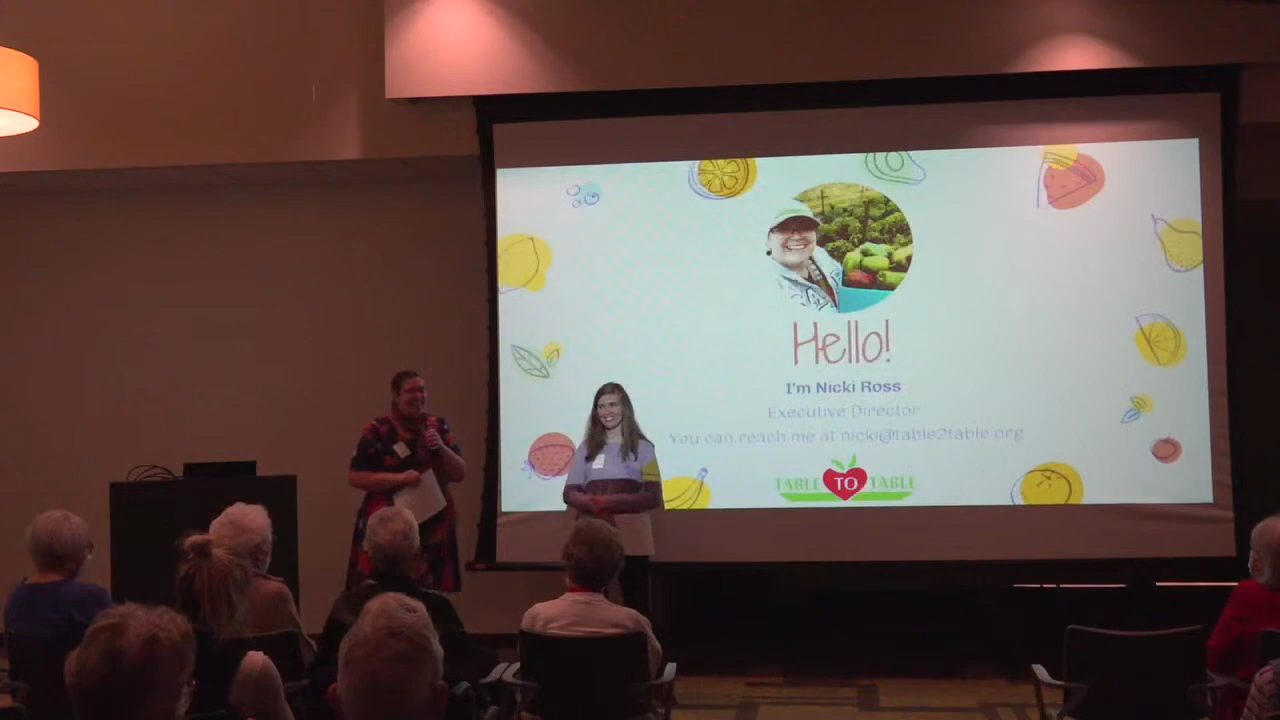 Hello!
I'm Nicki Ross
Executive Director
You can reach me at nicki@table2table.org
TABLE TO TABLE